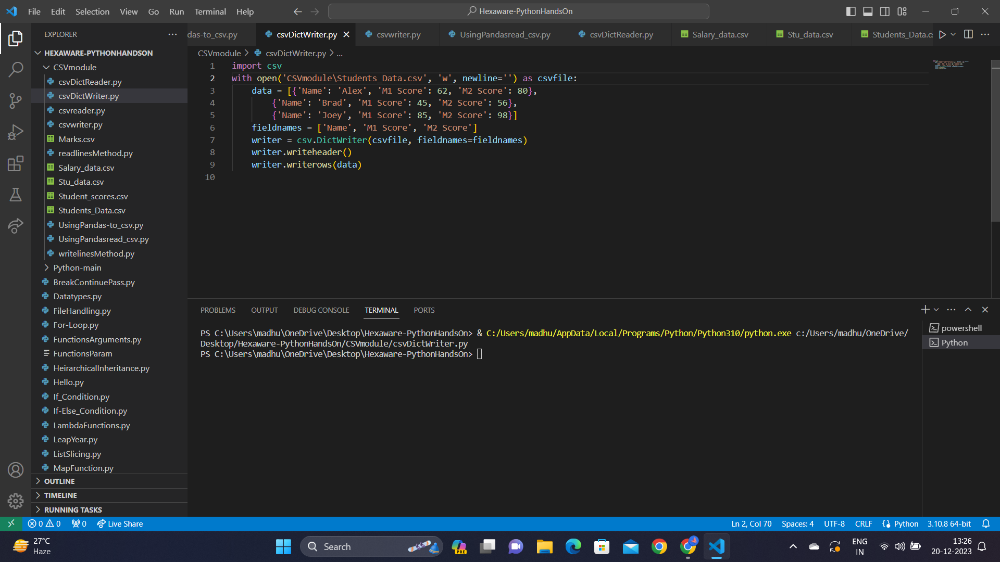 File Edit Selection View Go Run Terminal Help
Hexaware-PythonHandsOn
EXPLORER
das-to_csv.py
csvDictWriter.py
csvwriter.py
UsingPandasread_csv.py
csvDictReader.py
Salary_data.csv
Stu_data.csv
Students_Data.c
HEXAWARE-PYTHONHANDSON
CSVmodule
csvDictReader.py
csvDictWriter.py
csvreader.py
csvwriter.py
Marks.csv
readlinesMethod.py
Salary_data.csv
Stu_data.csv
Student_scores.csv
Students_Data.csv
UsingPandas-to_csv.py
UsingPandasread_csv.py
writelinesMethod.py
Python-main
BreakContinuePass.py
Datatypes.py
FileHandling.py
For-Loop.py
FunctionsArguments.py
FunctionsParam
HeirarchicalInheritance.py
Hello.py
If_Condition.py
If-Else_Condition.py
LambdaFunctions.py
LeapYear.py
ListSlicing.py
MapFunction.py
OUTLINE
TIMELINE
RUNNING TASKS
CSVmodule > csvDictWriter.py > ...
1 import csv
2 with open('CSVmodule\Students_Data.csv', 'w', newline='') as csvfile:
3     data = [{'Name': 'Alex', 'M1 Score': 62, 'M2 Score': 80},
4         {'Name': 'Brad', 'M1 Score': 45, 'M2 Score': 56},
5         {'Name': 'Joey', 'M1 Score': 85, 'M2 Score': 98}]
6     fieldnames = ['Name', 'M1 Score', 'M2 Score']
7     writer = csv.DictWriter(csvfile, fieldnames=fieldnames)
8     writer.writeheader()
9     writer.writerows(data)
10
PROBLEMS OUTPUT DEBUG CONSOLE TERMINAL PORTS
PS C:\Users\madhu\OneDrive\Desktop\Hexaware-PythonHandsOn> & C:/Users/madhu/AppData/Local/Programs/Python/Python310/python.exe c:/Users/madhu/OneDrive/
Desktop/Hexaware-PythonHandsOn/CSVmodule/csvDictWriter.py
PS C:\Users\madhu\OneDrive\Desktop\Hexaware-PythonHandsOn>
powershell
Python
0 0 0 Live Share
Ln 2, Col 70 Spaces: 4 UTF-8 CRLF Python 3.10.8 64-bit
27°C
Haze
Search
PRE
ENG
IN
13:26
20-12-2023